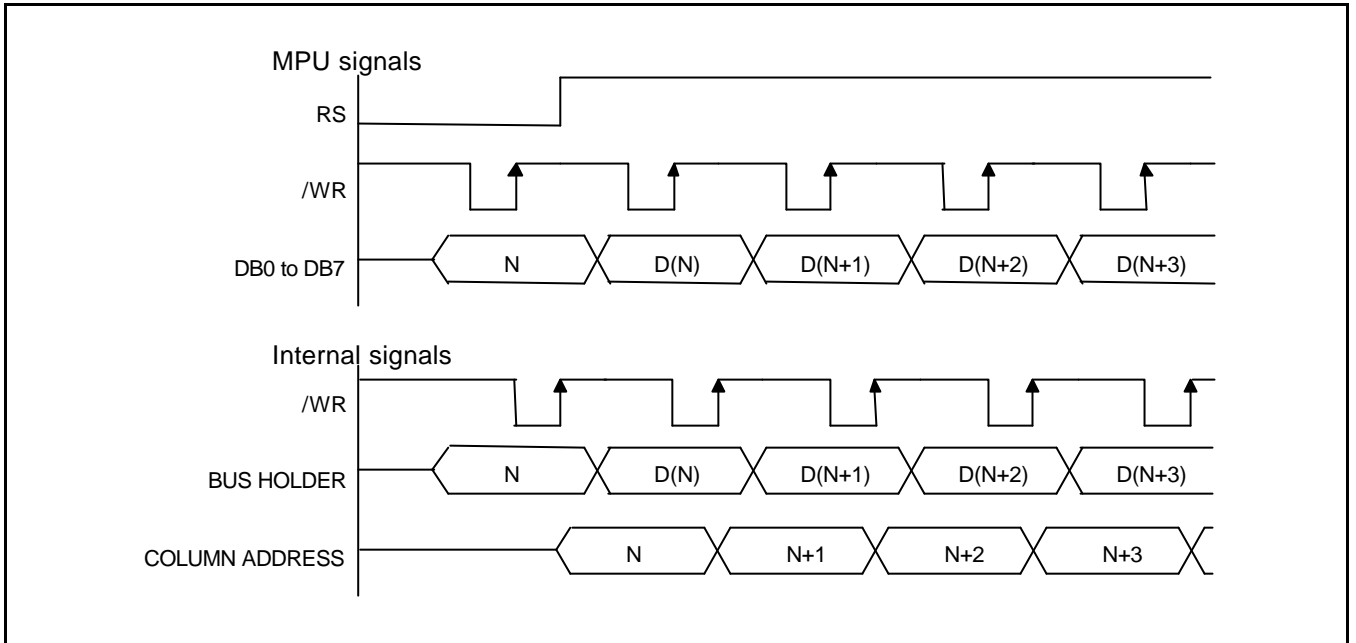 MPU signals
RS
/WR
DB0 to DB7 N D(N) D(N+1) D(N+2) D(N+3)
Internal signals
/WR
BUS HOLDER N D(N) D(N+1) D(N+2) D(N+3)
COLUMN ADDRESS N N+1 N+2 N+3